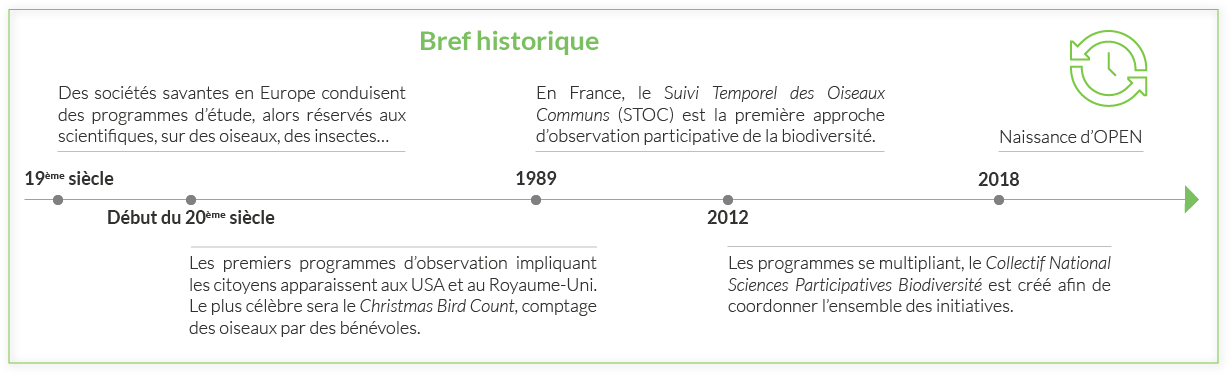 Bref historique
Des sociétés savantes en Europe conduisent
des programmes d’étude, alors réservés aux
scientifiques, sur des oiseaux, des insectes…
19ème siècle
Début du 20ème siècle
Les premiers programmes d’observation impliquant
les citoyens apparaissent aux USA et au Royaume-Uni.
Le plus célèbre sera le Christmas Bird Count, comptage
des oiseaux par des bénévoles.
En France, le Suivi Temporel des Oiseaux
Communs (STOC) est la première approche
d’observation participative de la biodiversité.
1989
2012
Les programmes se multipliant, le Collectif National
Sciences Participatives Biodiversité est créé afin de
coordonner l’ensemble des initiatives.
Naissance d’OPEN
2018